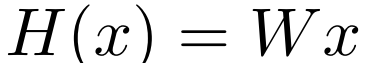 H(x) = Wx